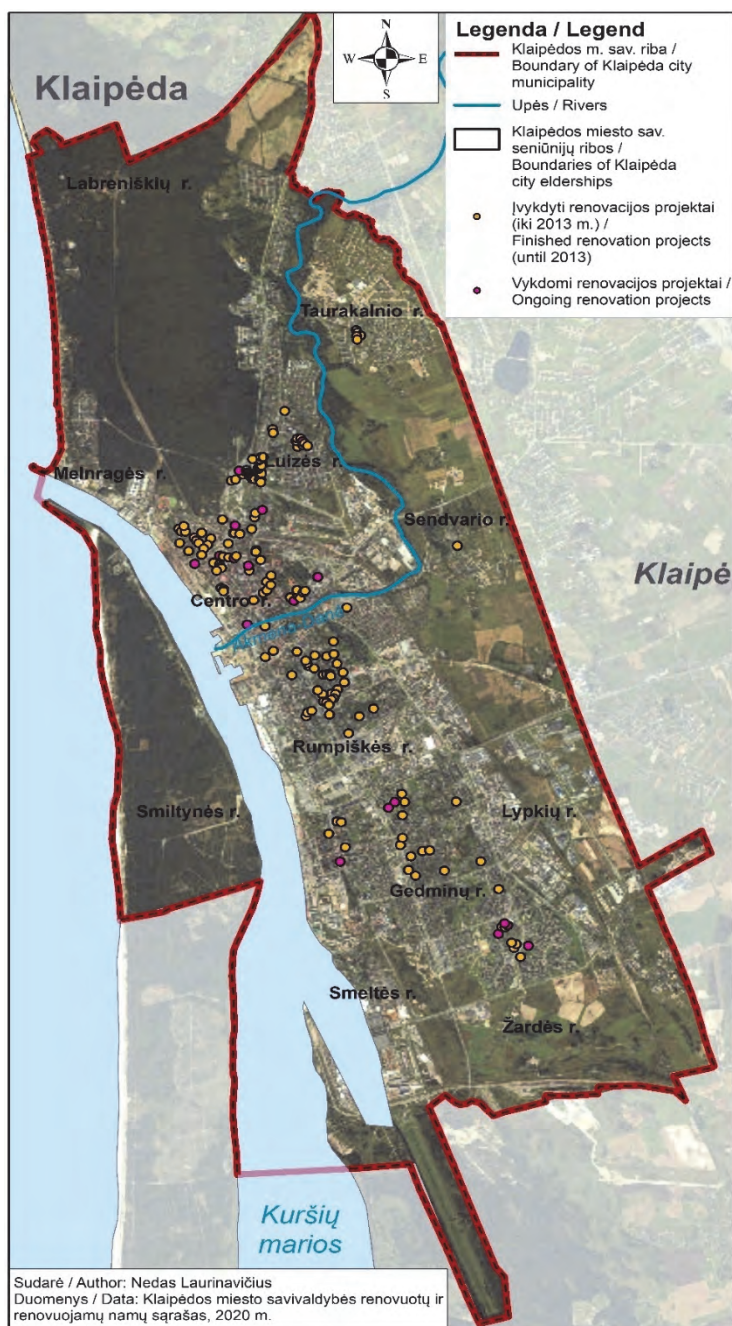 Klaipėda
N
W E
S
Legenda / Legend
Klaipėdos m. sav. riba /
Boundary of Klaipėda city
municipality
Upės / Rivers
Klaipėdos miesto sav.
seniūnijų ribos /
Boundaries of Klaipėda
city elderships
Įvykdyti renovacijos projektai
(iki 2013 m.) /
Finished renovation projects
(until 2013)
Vykdomi renovacijos projektai /
Ongoing renovation projects
Labreniškių r.
Taurakalnio r.
Luizės r.
Melnragės r.
Sendvario r.
Klaipė
Centro r.
Rumpiškės r.
Smiltynės r.
Lypkių r.
Gedminų r.
Smeltės r.
Žardės r.
Kuršių
marios
Sudarė / Author: Nedas Laurinavičius
Duomenys / Data: Klaipėdos miesto savivaldybės renovuotų ir
renovuojamų namų sąrašas, 2020 m.